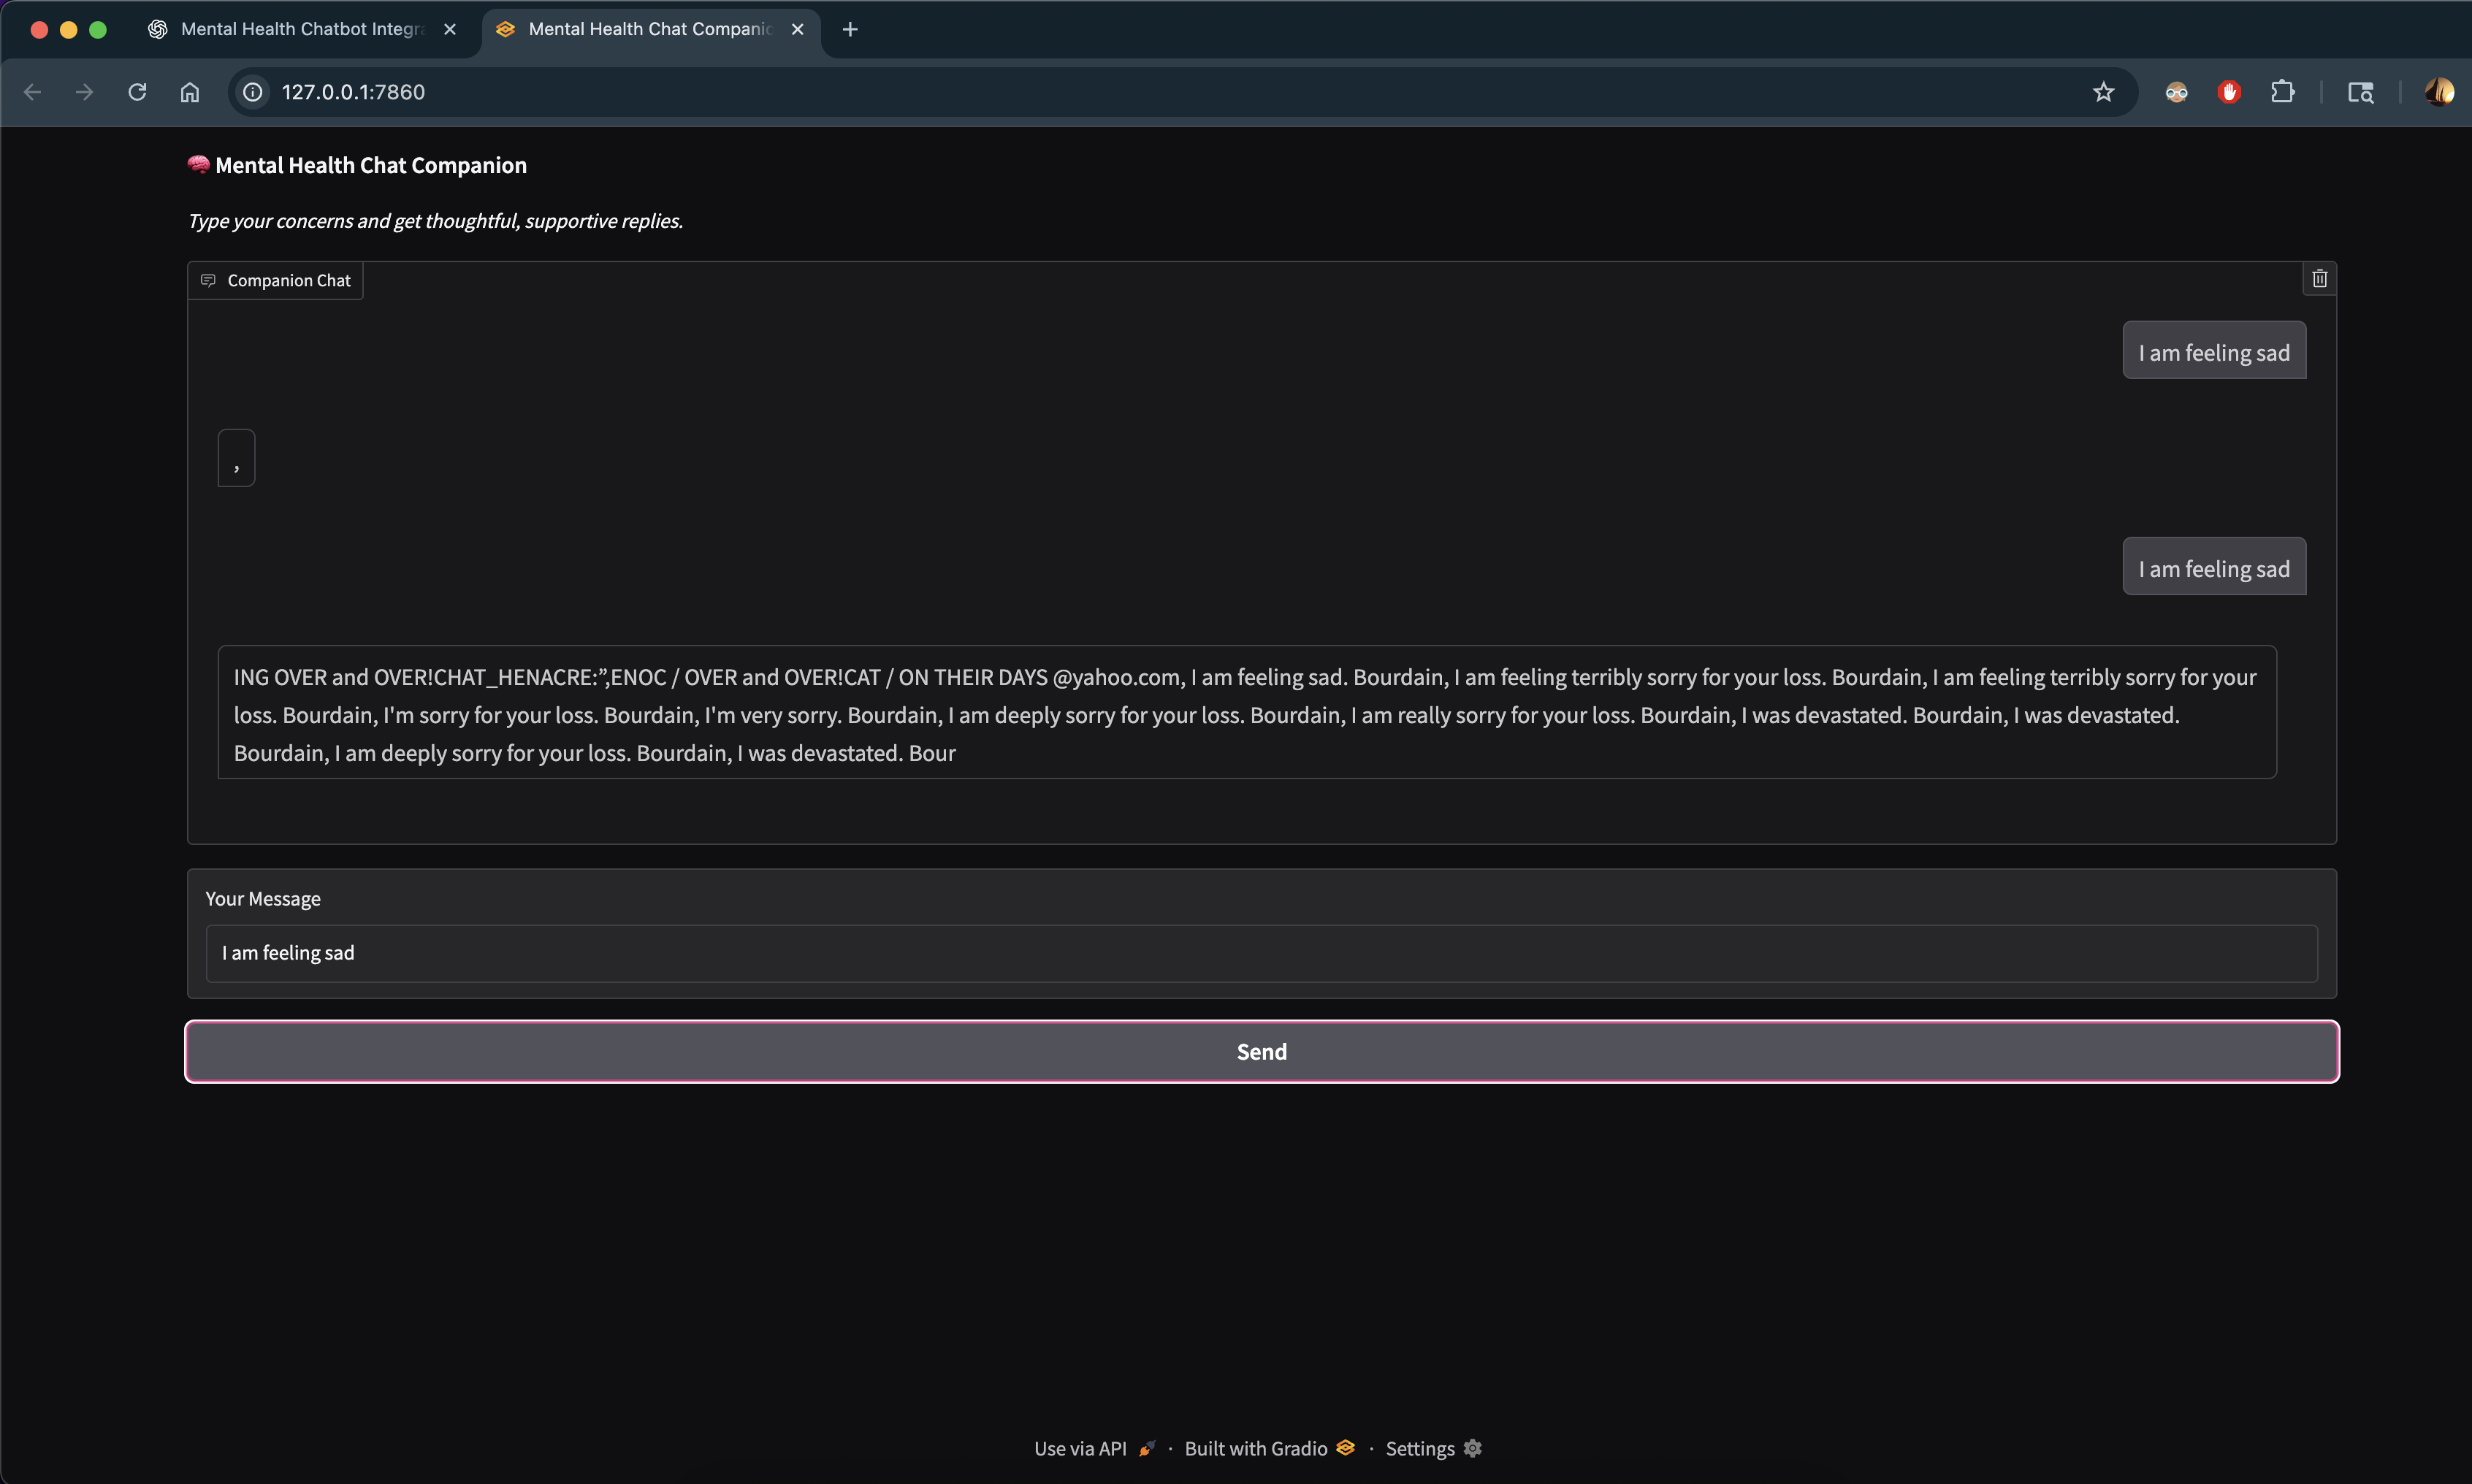 Mental Health Chatbot Integra
Mental Health Chat Companio
127.0.0.1:7860
🧠 Mental Health Chat Companion
Type your concerns and get thoughtful, supportive replies.
Companion Chat
I am feeling sad
,
I am feeling sad
ING OVER and OVER!CHAT_HENACRE:”,ENOC / OVER and OVER!CAT / ON THEIR DAYS @yahoo.com, I am feeling sad. Bourdain, I am feeling terribly sorry for your loss. Bourdain, I am feeling terribly sorry for your
loss. Bourdain, I'm sorry for your loss. Bourdain, I'm very sorry. Bourdain, I am deeply sorry for your loss. Bourdain, I am really sorry for your loss. Bourdain, I was devastated. Bourdain, I was devastated.
Bourdain, I am deeply sorry for your loss. Bourdain, I was devastated. Bour
Your Message
I am feeling sad
Send
Use via API 🚀 · Built with Gradio · Settings ⚙️